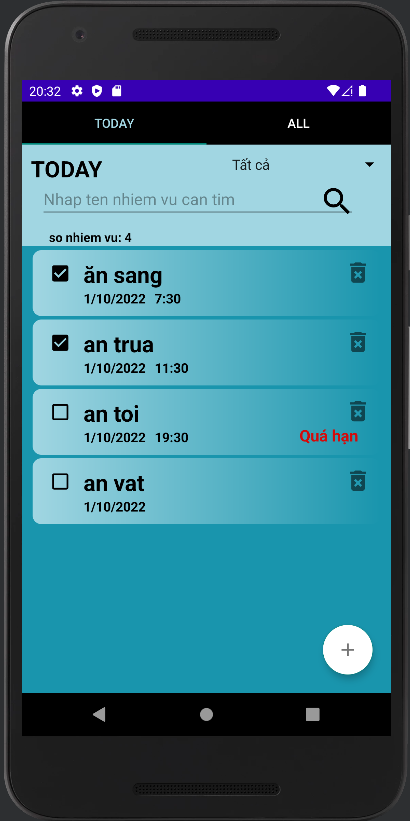 20:32
TODAY ALL
TODAY Tất cả
Nhap ten nhiem vu can tim
so nhiem vu: 4
ăn sang
1/10/2022 7:30
an trua
1/10/2022 11:30
an toi
1/10/2022 19:30 Quá hạn
an vat
1/10/2022